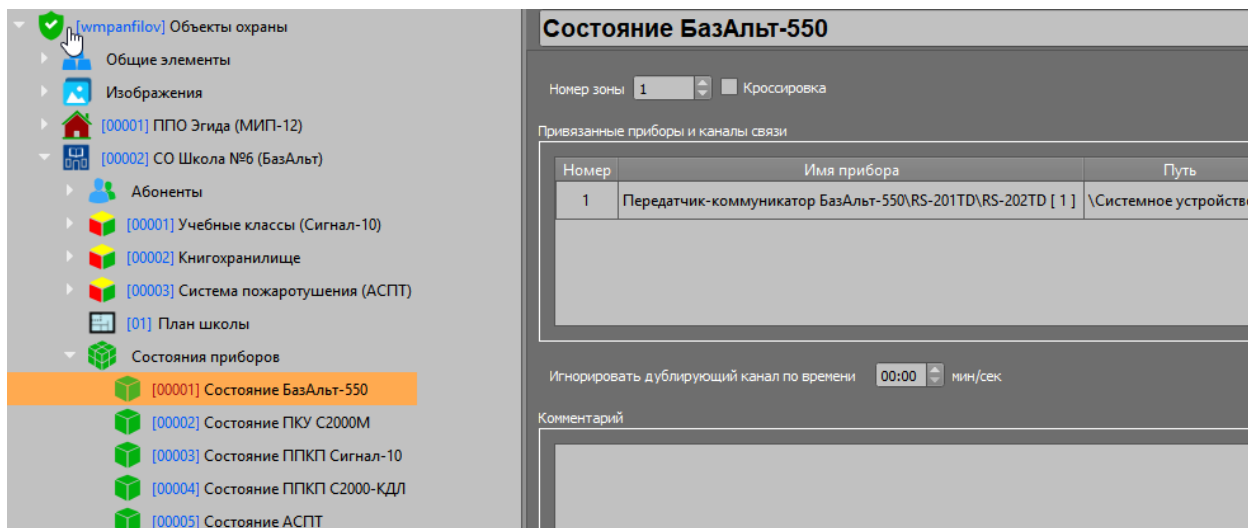 [wmpanfilov] Объекты охраны
Общие элементы
Изображения
[00001] ППО Эгида (МИП-12)
[00002] СО Школа №6 (БазАльт)
Абоненты
[00001] Учебные классы (Сигнал-10)
[00002] Книгохранилище
[00003] Система пожаротушения (АСПТ)
[01] План школы
Состояния приборов
[00001] Состояние БазАльт-550
[00002] Состояние ПКУ С2000М
[00003] Состояние ППКП Сигнал-10
[00004] Состояние ППКП С2000-КДЛ
[00005] Состояние АСПТ
Состояние БазАльт-550
Номер зоны 1 Кроссировка
Привязанные приборы и каналы связи
Номер Имя прибора Путь
1 Передатчик-коммуникатор БазАльт-550\RS-201TD\RS-202TD [ 1 ] \Системное устройство
Игнорировать дублирующий канал по времени 00:00 мин/сек
Комментарий